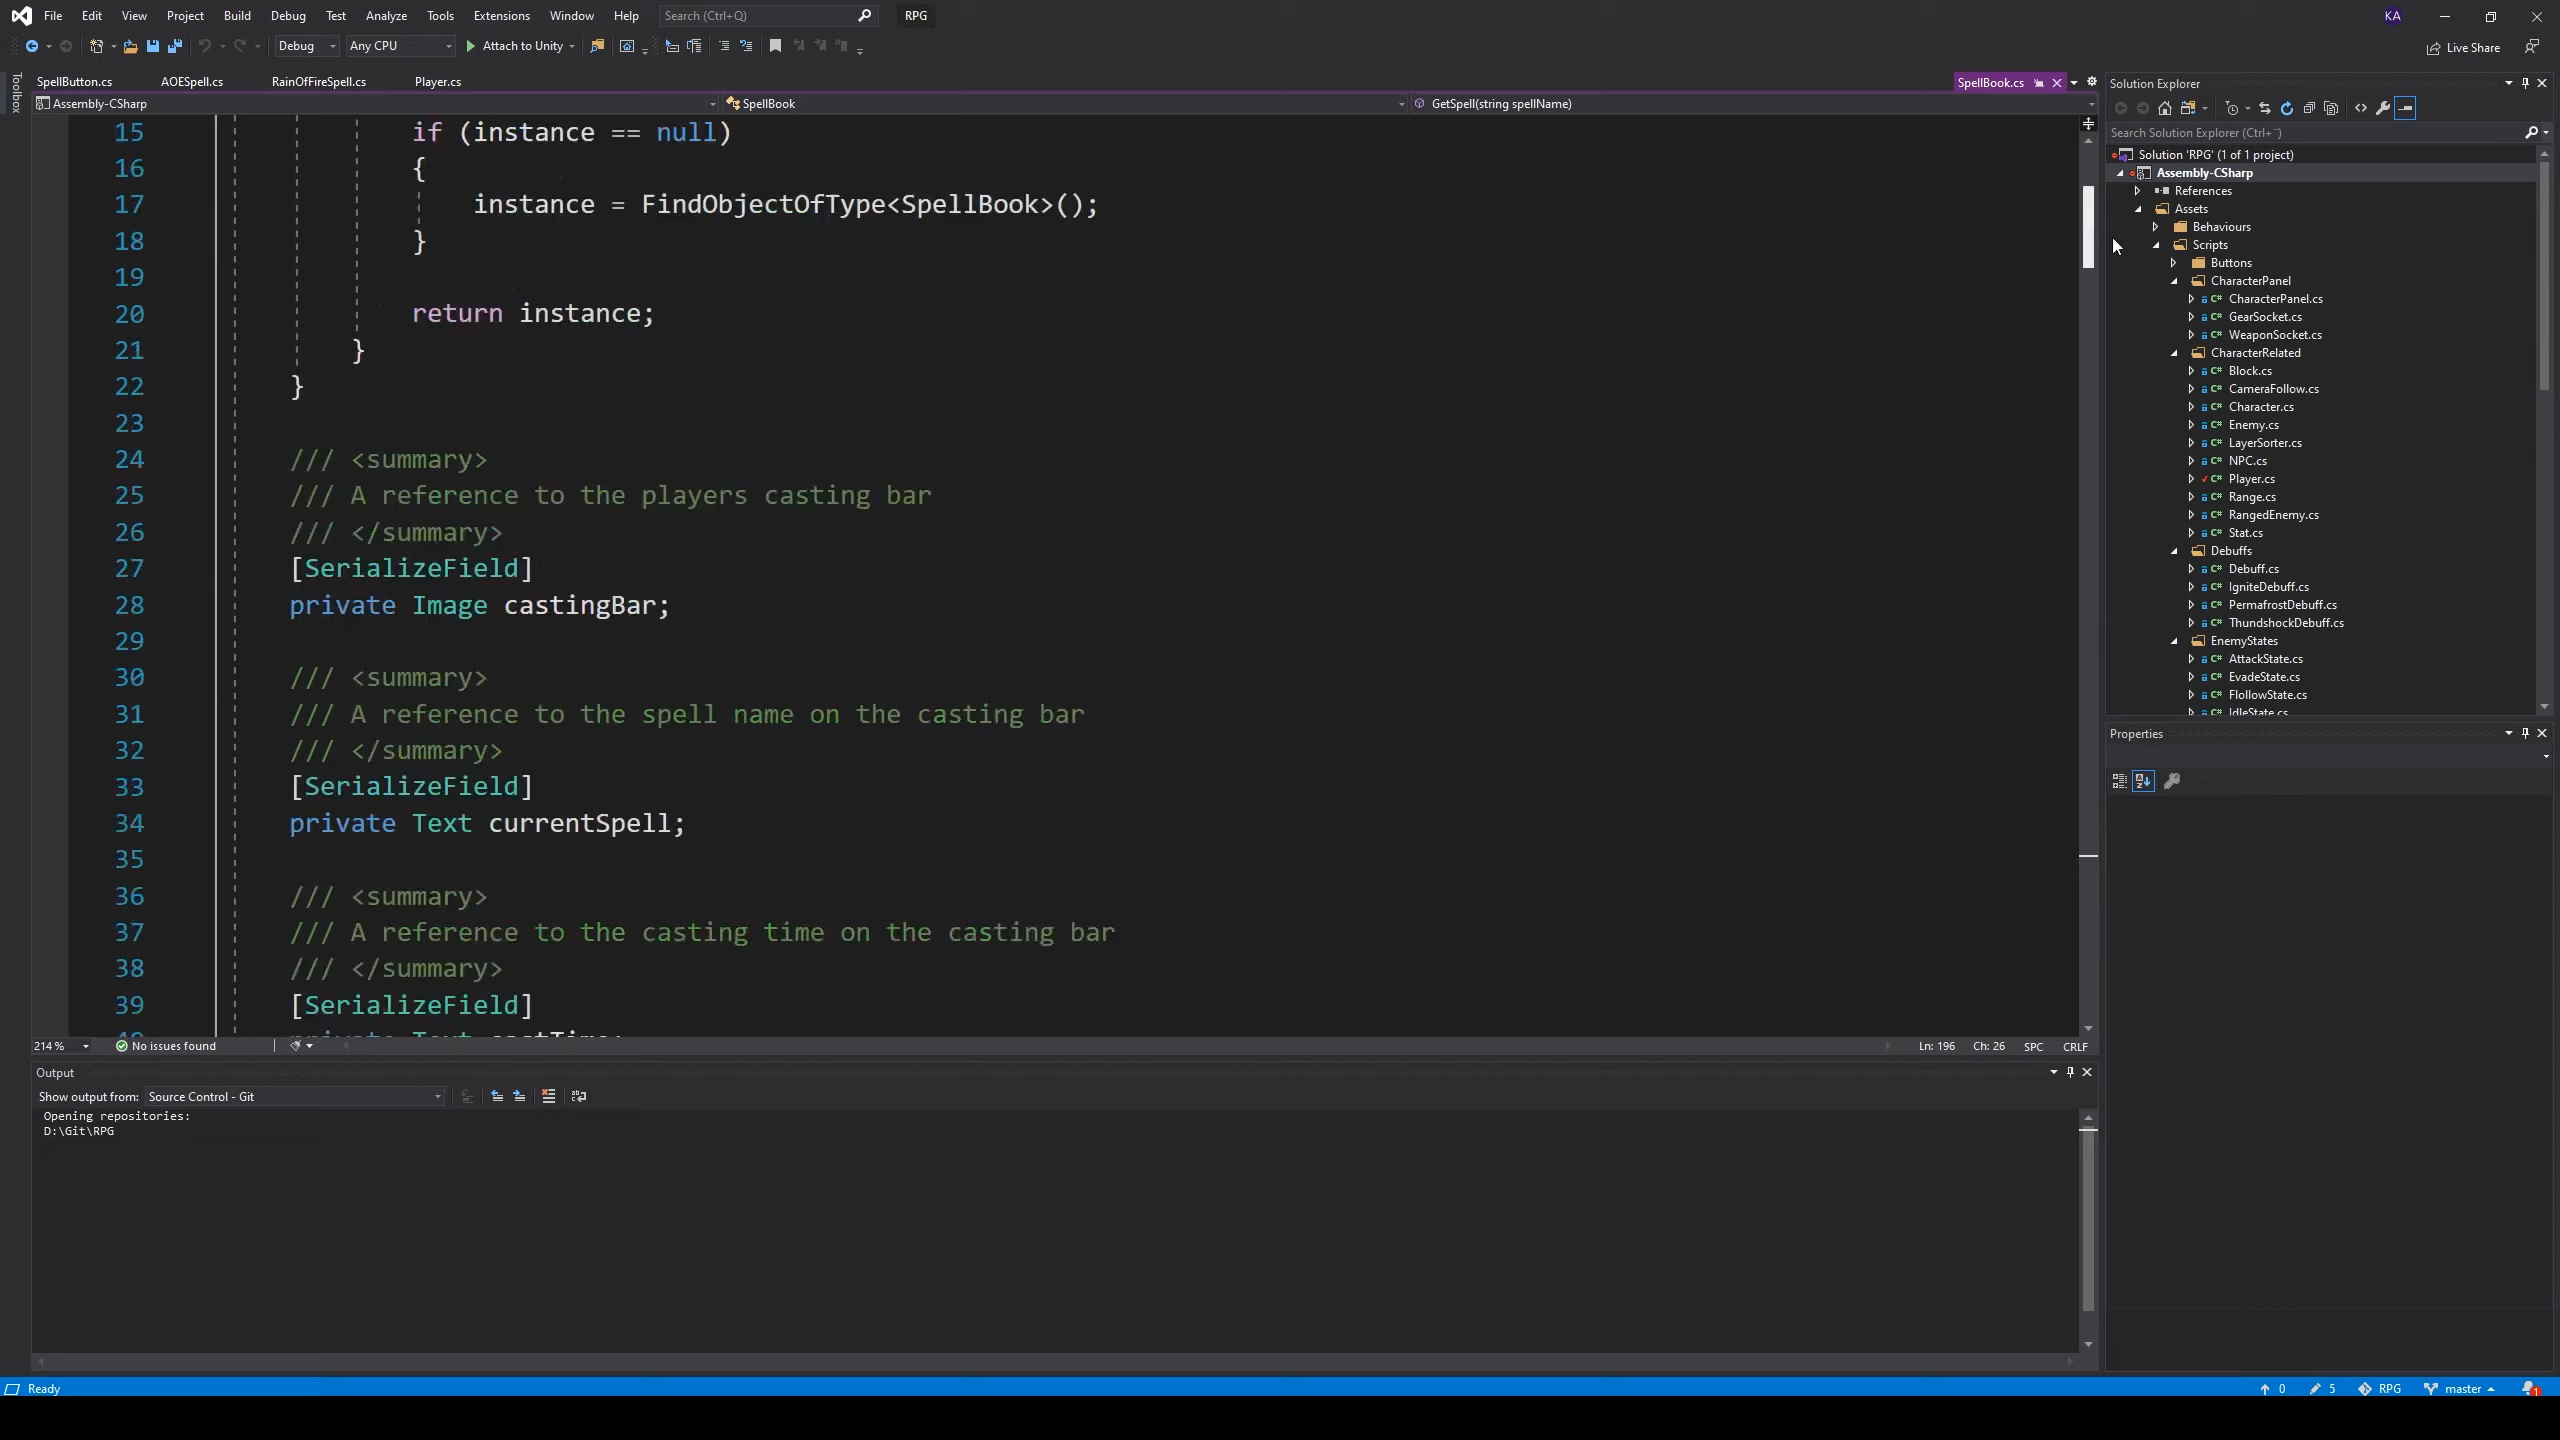 File Edit View Project Build Debug Test Analyze Tools Extensions Window Help Search (Ctrl+Q) RPG KA
Debug Any CPU Attach to Unity Live Share
Toolbox
SpellButton.cs AOESpell.cs RainOfFireSpell.cs Player.cs SpellBook.cs
Assembly-CSharp SpellBook GetSpell(string spellName)
15 if (instance == null)
16 {
17 instance = FindObjectOfType<SpellBook>();
18 }
19
20 return instance;
21 }
22 }
23
24 /// <summary>
25 /// A reference to the players casting bar
26 /// </summary>
27 [SerializeField]
28 private Image castingBar;
29
30 /// <summary>
31 /// A reference to the spell name on the casting bar
32 /// </summary>
33 [SerializeField]
34 private Text currentSpell;
35
36 /// <summary>
37 /// A reference to the casting time on the casting bar
38 /// </summary>
39 [SerializeField]
214 % No issues found Ln: 196 Ch: 26 SPC CRLF
Output
Show output from: Source Control - Git
Opening repositories:
D:\Git\RPG
Solution Explorer
Search Solution Explorer (Ctrl+¨)
Solution 'RPG' (1 of 1 project)
Assembly-CSharp
References
Assets
Behaviours
Scripts
Buttons
CharacterPanel
CharacterPanel.cs
GearSocket.cs
WeaponSocket.cs
CharacterRelated
Block.cs
CameraFollow.cs
Character.cs
Enemy.cs
LayerSorter.cs
NPC.cs
Player.cs
Range.cs
RangedEnemy.cs
Stat.cs
Debuffs
Debuff.cs
IgniteDebuff.cs
PermafrostDebuff.cs
ThundshockDebuff.cs
EnemyStates
AttackState.cs
EvadeState.cs
FlollowState.cs
IdleState.cs
Properties
Ready 0 5 RPG master 1